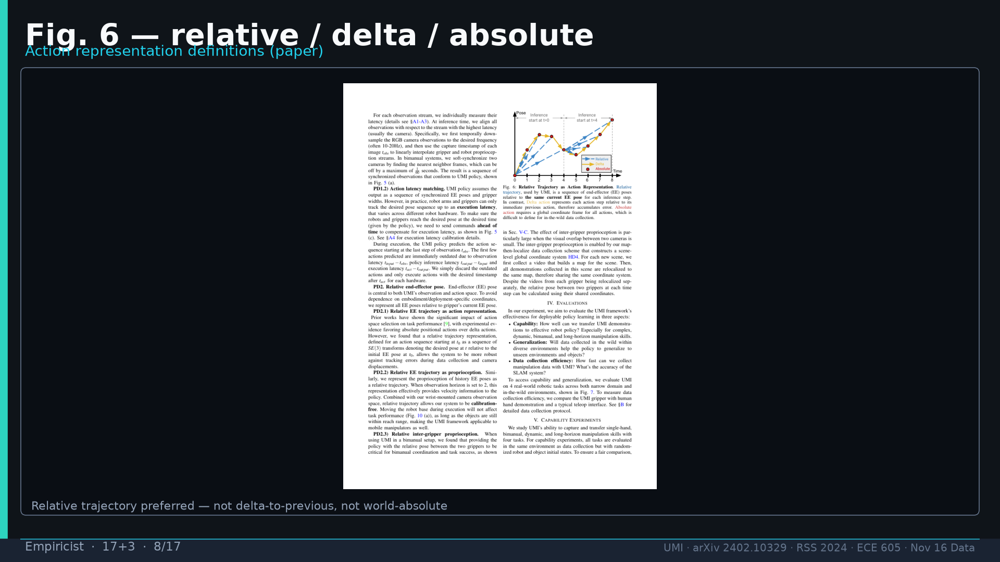 Fig. 6 — relative / delta / absolute
Action representation definitions (paper)
For each observation stream, we individually measure their
latency (details see §A1-A3). At inference time, we align all
observations with respect to the stream with the highest latency
(usually the camera). Specifically, we first temporally down-
sample the RGB camera observations to the desired frequency
(often 10-20Hz), and then use the capture timestamp of each
image t_obs to linearly interpolate gripper and robot propriocep-
tion streams. In bimanual systems, we soft-synchronize two
cameras by finding the nearest neighbor frames, which can be
off by a maximum of 1/60 seconds. The result is a sequence of
synchronized observations that conform to UMI policy, shown
in Fig. 5 (a).
PD1.2) Action latency matching. UMI policy assumes the
output as a sequence of synchronized EE poses and gripper
widths. However, in practice, robot arms and grippers can only
track the desired pose sequence up to an execution latency,
that varies across different robot hardware. To make sure the
robots and grippers reach the desired pose at the desired time
(given by the policy), we need to send commands ahead of
time to compensate for execution latency, as shown in Fig. 5
(c). See §A4 for execution latency calibration details.
During execution, the UMI policy predicts the action se-
quence starting at the last step of observation t_obs. The first few
actions predicted are immediately outdated due to observation
latency t_input − t_obs, policy inference latency t_output − t_input and
execution latency t_act − t_output. We simply discard the outdated
actions and only execute actions with the desired timestamp
after t_act for each hardware.
PD2. Relative end-effector pose. End-effector (EE) pose
is central to both UMI's observation and action space. To avoid
dependence on embodiment/deployment-specific coordinates,
we represent all EE poses relative to gripper's current EE pose.
PD2.1) Relative EE trajectory as action representation.
Prior works have shown the significant impact of action
space selection on task performance [9], with experimental ev-
idence favoring absolute positional actions over delta actions.
However, we found that a relative trajectory representation,
defined for an action sequence starting at t0 as a sequence of
SE(3) transforms denoting the desired pose at t relative to the
initial EE pose at t0, allows the system to be more robust
against tracking errors during data collection and camera
displacements.
PD2.2) Relative EE trajectory as proprioception. Simi-
larly, we represent the proprioception of history EE poses as
a relative trajectory. When observation horizon is set to 2, this
representation effectively provides velocity information to the
policy. Combined with our wrist-mounted camera observation
space, relative trajectory allows our system to be calibration-
free. Moving the robot base during execution will not affect
task performance (Fig. 10 (a)), as long as the objects are still
within reach range, making the UMI framework applicable to
mobile manipulators as well.
PD2.3) Relative inter-gripper proprioception. When
using UMI in a bimanual setup, we found that providing the
policy with the relative pose between the two grippers to be
critical for bimanual coordination and task success, as shown
Pose
Inference
start at t=0
Inference
start at t=4
Relative
Delta
Absolute
Time
0 1 2 3 4 5 6 7 8
Fig. 6: Relative Trajectory as Action Representation. Relative
trajectory, used by UMI, is a sequence of end-effector (EE) poses
relative to the same current EE pose for each inference step.
In contrast, Delta action represents each action step relative to its
immediate previous action, therefore accumulates error. Absolute
action requires a global coordinate frame for all actions, which is
difficult to define for in-the-wild data collection.
in Sec. V-C. The effect of inter-gripper proprioception is par-
ticularly large when the visual overlap between two cameras is
small. The inter-gripper proprioception is enabled by our map-
then-localize data collection scheme that constructs a scene-
level global coordinate system HD4. For each new scene, we
first collect a video that builds a map for the scene. Then,
all demonstrations collected in this scene are relocalized to
the same map, therefore sharing the same coordinate system.
Despite the videos from each gripper being relocalized sep-
arately, the relative pose between two grippers at each time
step can be calculated using their shared coordinates.
IV. EVALUATIONS
In our experiment, we aim to evaluate the UMI framework's
effectiveness for deployable policy learning in three aspects:
• Capability: How well can we transfer UMI demonstra-
tions to effective robot policy? Especially for complex,
dynamic, bimanual, and long-horizon manipulation skills.
• Generalization: Will data collected in the wild within
diverse environments help the policy to generalize to
unseen environments and objects?
• Data collection efficiency: How fast can we collect
manipulation data with UMI? What's the accuracy of the
SLAM system?
To access capability and generalization, we evaluate UMI
on 4 real-world robotic tasks across both narrow domain and
in-the-wild environments, shown in Fig. 7. To measure data
collection efficiency, we compare the UMI gripper with human
hand demonstration and a typical teleop interface. See §B for
detailed data collection protocol.
V. CAPABILITY EXPERIMENTS
We study UMI's ability to capture and transfer single-hand,
bimanual, dynamic, and long-horizon manipulation skills with
four tasks. For capability experiments, all tasks are evaluated
in the same environment as data collection but with random-
ized robot and object initial states. To ensure a fair comparison,
Relative trajectory preferred — not delta-to-previous, not world-absolute
Empiricist · 17+3 · 8/17
UMI · arXiv 2402.10329 · RSS 2024 · ECE 605 · Nov 16 Data